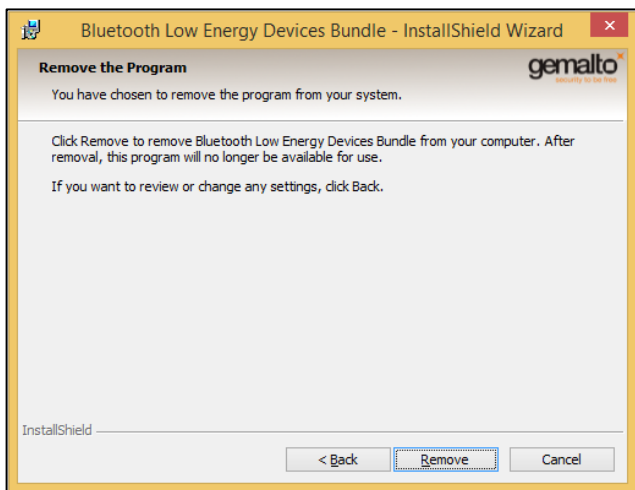 Bluetooth Low Energy Devices Bundle - InstallShield Wizard
Remove the Program
gemalto
security to be free
You have chosen to remove the program from your system.
Click Remove to remove Bluetooth Low Energy Devices Bundle from your computer. After
removal, this program will no longer be available for use.
If you want to review or change any settings, click Back.
InstallShield
< Back
Remove
Cancel